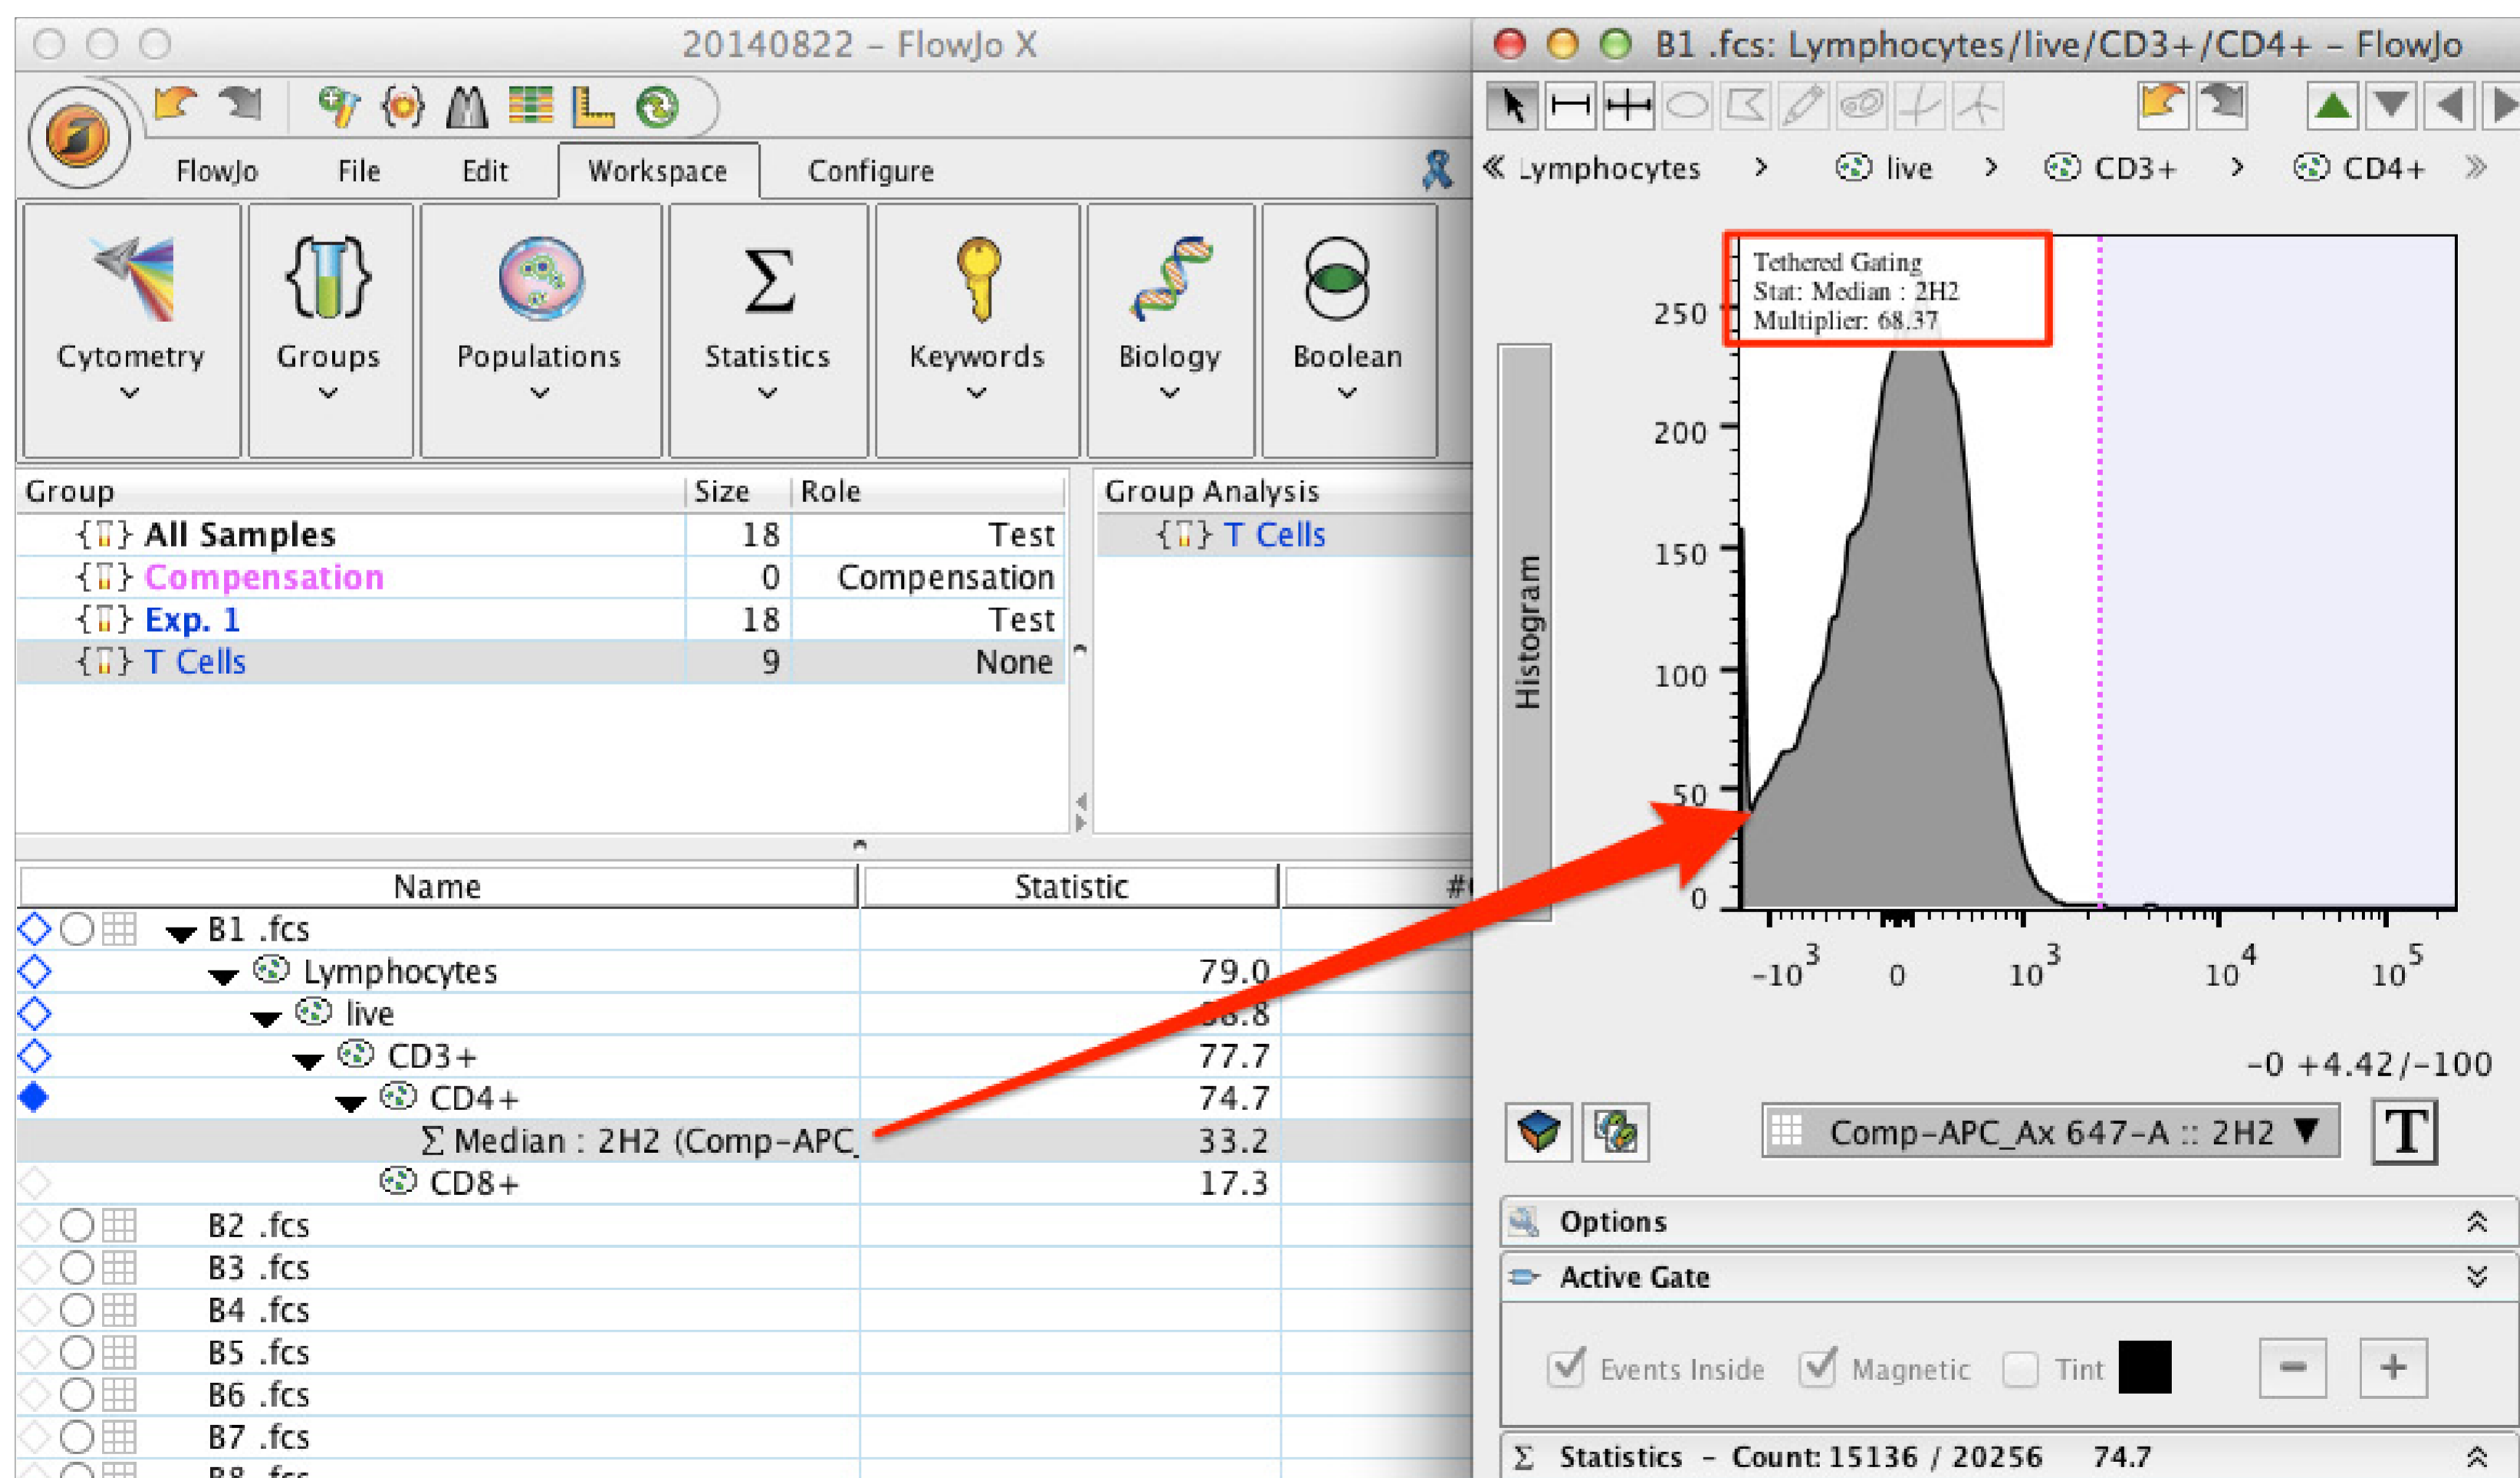 20140822 – FlowJo X
FlowJo File Edit Workspace Configure
Cytometry Groups Populations Statistics Keywords Biology Boolean
Group Size Role
All Samples 18 Test
Compensation 0 Compensation
Exp. 1 18 Test
T Cells 9 None
Group Analysis
T Cells
Name Statistic #
B1 .fcs
Lymphocytes 79.0
live
CD3+ 77.7
CD4+ 74.7
Σ Median : 2H2 (Comp-APC_ 33.2
CD8+ 17.3
B2 .fcs
B3 .fcs
B4 .fcs
B5 .fcs
B6 .fcs
B7 .fcs
B8 .fcs
B1 .fcs: Lymphocytes/live/CD3+/CD4+ – FlowJo
« Lymphocytes > live > CD3+ > CD4+ »
Tethered Gating
Stat: Median : 2H2
Multiplier: 68.37
Histogram
250
200
150
100
50
0
-10³ 0 10³ 10⁴ 10⁵
-0 +4.42/-100
Comp-APC_Ax 647-A :: 2H2 ▼ T
Options
Active Gate
Events Inside Magnetic Tint - +
Σ Statistics - Count: 15136 / 20256 74.7